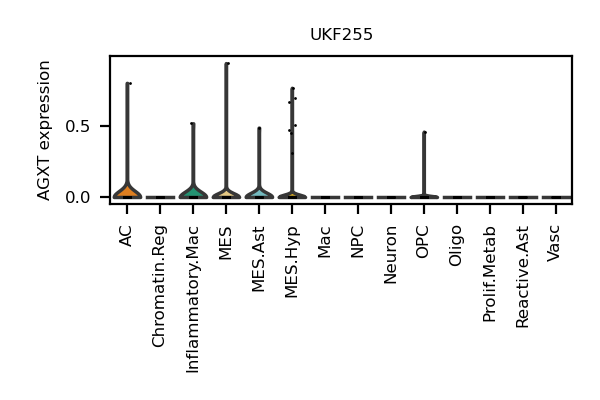 UKF255
AGXT expression
0.5
0.0
AC
Chromatin.Reg
Inflammatory.Mac
MES
MES.Ast
MES.Hyp
Mac
NPC
Neuron
OPC
Oligo
Prolif.Metab
Reactive.Ast
Vasc